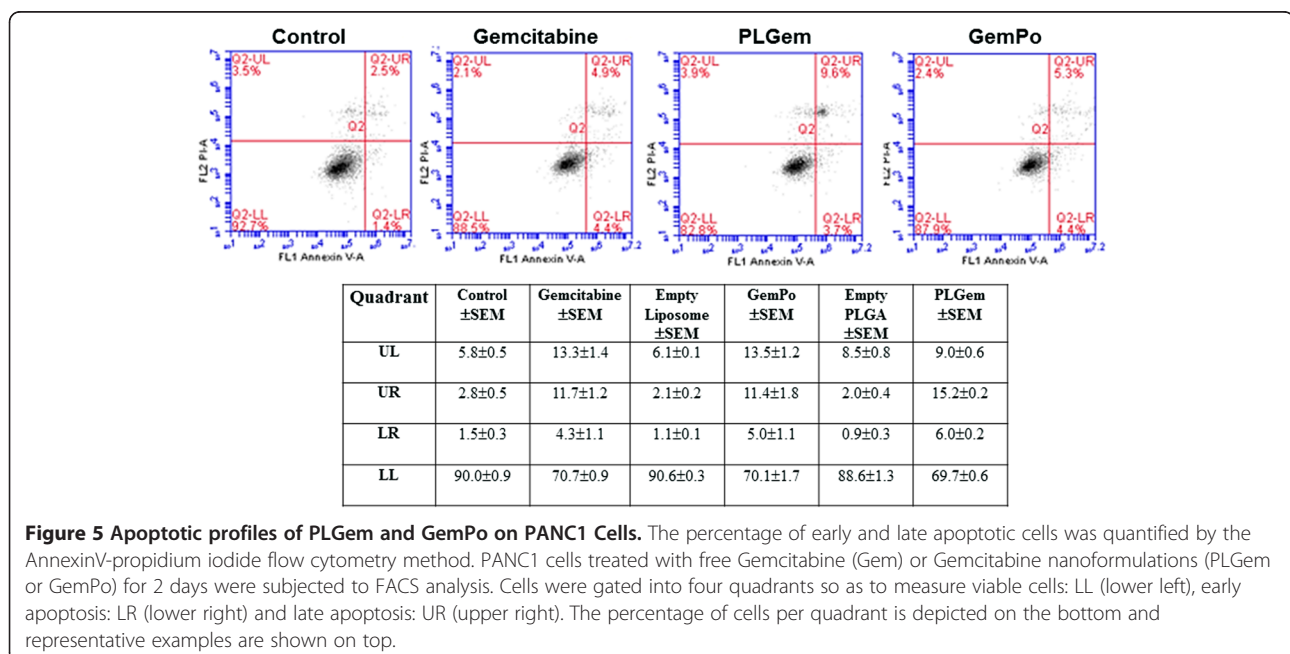 Control Gemcitabine PLGem GemPo
Q2-UL Q2-UR Q2-UL Q2-UR Q2-UL Q2-UR Q2-UL Q2-UR
3.5% 2.5% 2.1% 4.9% 3.9% 9.6% 2.4% 5.3%
Q2 Q2 Q2 Q2
FL2 PI-A FL2 PI-A FL2 PI-A FL2 PI-A
Q2-LL Q2-LR Q2-LL Q2-LR Q2-LL Q2-LR Q2-LL Q2-LR
92.7% 1.4% 88.5% 4.4% 82.8% 3.7% 87.9% 4.4%
FL1 Annexin V-A FL1 Annexin V-A FL1 Annexin V-A FL1 Annexin V-A
Quadrant Control ±SEM Gemcitabine ±SEM Empty Liposome ±SEM GemPo ±SEM Empty PLGA ±SEM PLGem ±SEM
UL 5.8±0.5 13.3±1.4 6.1±0.1 13.5±1.2 8.5±0.8 9.0±0.6
UR 2.8±0.5 11.7±1.2 2.1±0.2 11.4±1.8 2.0±0.4 15.2±0.2
LR 1.5±0.3 4.3±1.1 1.1±0.1 5.0±1.1 0.9±0.3 6.0±0.2
LL 90.0±0.9 70.7±0.9 90.6±0.3 70.1±1.7 88.6±1.3 69.7±0.6
Figure 5 Apoptotic profiles of PLGem and GemPo on PANC1 Cells. The percentage of early and late apoptotic cells was quantified by the
AnnexinV-propidium iodide flow cytometry method. PANC1 cells treated with free Gemcitabine (Gem) or Gemcitabine nanoformulations (PLGem
or GemPo) for 2 days were subjected to FACS analysis. Cells were gated into four quadrants so as to measure viable cells: LL (lower left), early
apoptosis: LR (lower right) and late apoptosis: UR (upper right). The percentage of cells per quadrant is depicted on the bottom and
representative examples are shown on top.